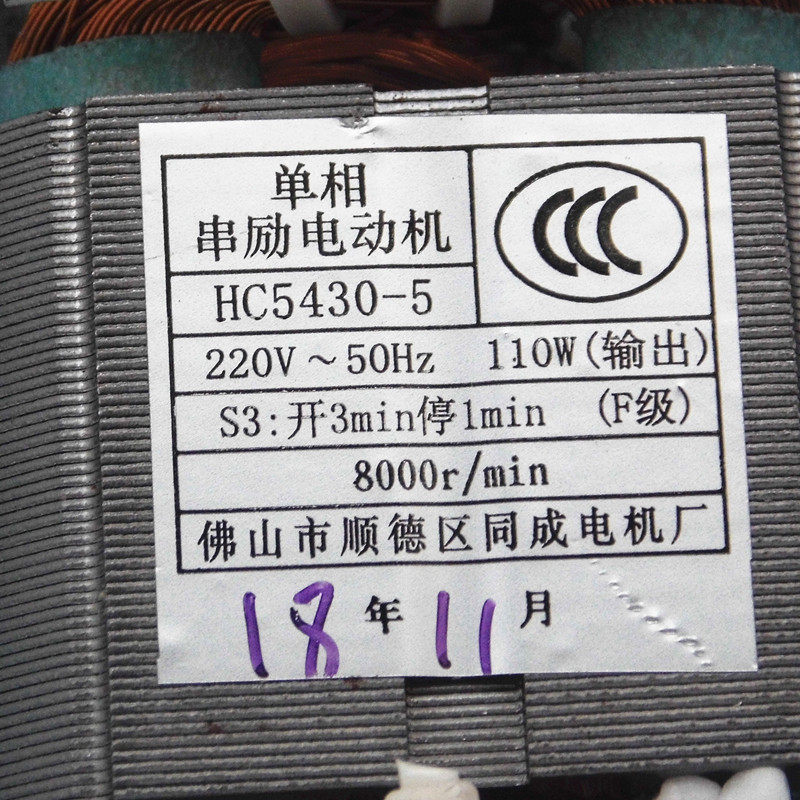 单相
串励电动机
CCC
HC5430-5
220V～50Hz 110W(输出)
S3:开3min停1min (F级)
8000r/min
佛山市顺德区同成电机厂
18年11月